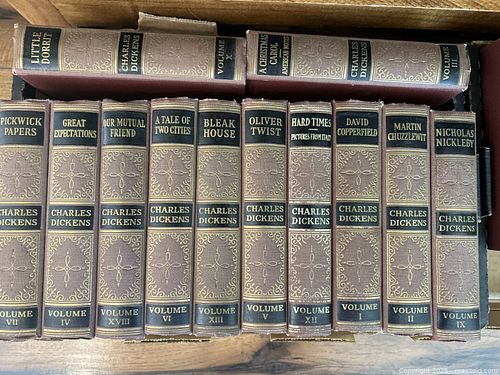 LITTLE
DORRIT
CHARLES
DICKENS
VOLUME
X
A CHRISTMAS
CAROL
AMERICAN NOTES
CHARLES
DICKENS
VOLUME
III
PICKWICK
PAPERS
CHARLES
DICKENS
VOLUME
VII
GREAT
EXPECTATIONS
CHARLES
DICKENS
VOLUME
IV
OUR MUTUAL
FRIEND
CHARLES
DICKENS
VOLUME
XVIII
A TALE OF
TWO CITIES
CHARLES
DICKENS
VOLUME
VI
BLEAK
HOUSE
CHARLES
DICKENS
VOLUME
XIII
OLIVER
TWIST
CHARLES
DICKENS
VOLUME
V
HARD TIMES
PICTURES FROM ITALY
CHARLES
DICKENS
VOLUME
XII
DAVID
COPPERFIELD
CHARLES
DICKENS
VOLUME
I
MARTIN
CHUZZLEWIT
CHARLES
DICKENS
VOLUME
II
NICHOLAS
NICKLEBY
CHARLES
DICKENS
VOLUME
IX
Copyright © 2025 - maxsold.com